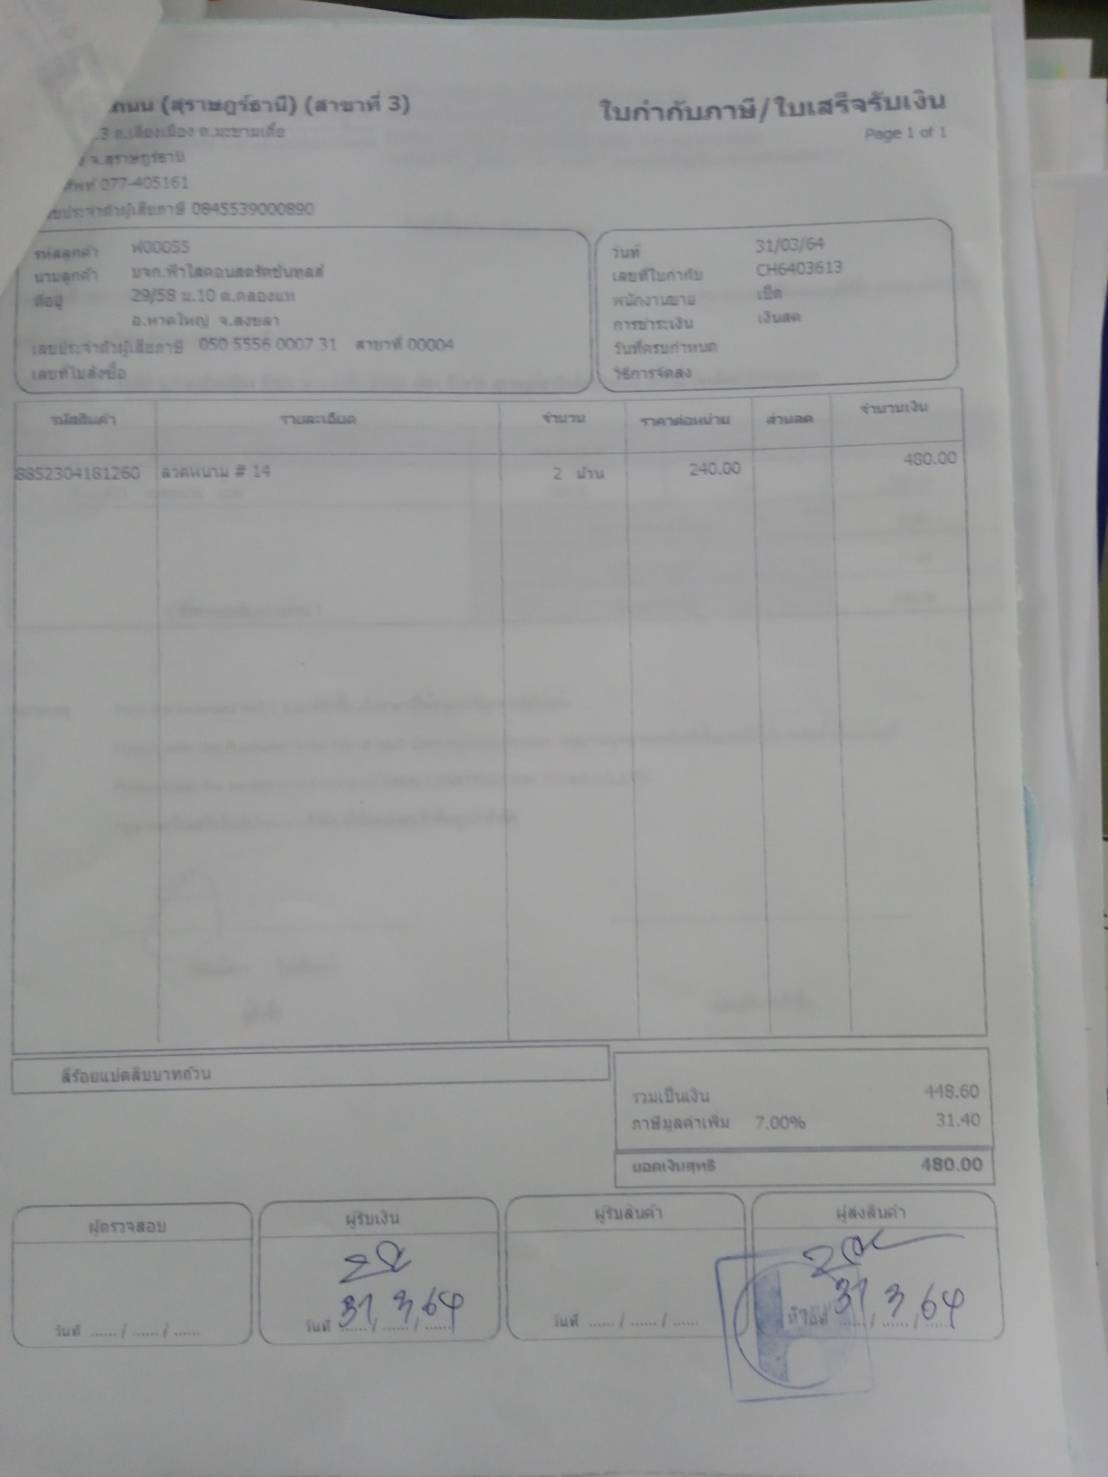 ถนน (สุราษฎร์ธานี) (สาขาที่ 3)
ใบกำกับภาษี/ใบเสร็จรับเงิน
.3 ถ.เลี่ยงเมือง ต.มะขามเตี้ย
Page 1 of 1
จ.สุราษฎร์ธานี
077-405161
ประจำตัวผู้เสียภาษี 0845539000890
รหัสลูกค้า ฟ00055
นามลูกค้า บจก.ฟ้าใสคอนสตรัคชั่นทูลส์
ที่อยู่ 29/58 ม.10 ต.คลองแห
อ.หาดใหญ่ จ.สงขลา
เลขประจำตัวผู้เสียภาษี 050 5556 0007 31 สาขาที่ 00004
เลขที่ใบสั่งซื้อ
วันที่ 31/03/64
เลขที่ใบกำกับ CH6403613
พนักงานขาย เป็ด
การชำระเงิน เงินสด
วันที่ครบกำหนด
วิธีการจัดส่ง
รหัสสินค้า รายละเอียด จำนวน ราคาต่อหน่วย ส่วนลด จำนวนเงิน
8852304181260 ลวดหนาม # 14 2 ม้วน 240.00 480.00
สี่ร้อยแปดสิบบาทถ้วน
รวมเป็นเงิน 448.60
ภาษีมูลค่าเพิ่ม 7.00% 31.40
ยอดเงินสุทธิ 480.00
ผู้ตรวจสอบ ผู้รับเงิน ผู้รับสินค้า ผู้ส่งสินค้า
วันที่ ...... / ...... / ...... วันที่ 31, 3, 64 วันที่ ...... / ...... / ...... 31, 3, 64